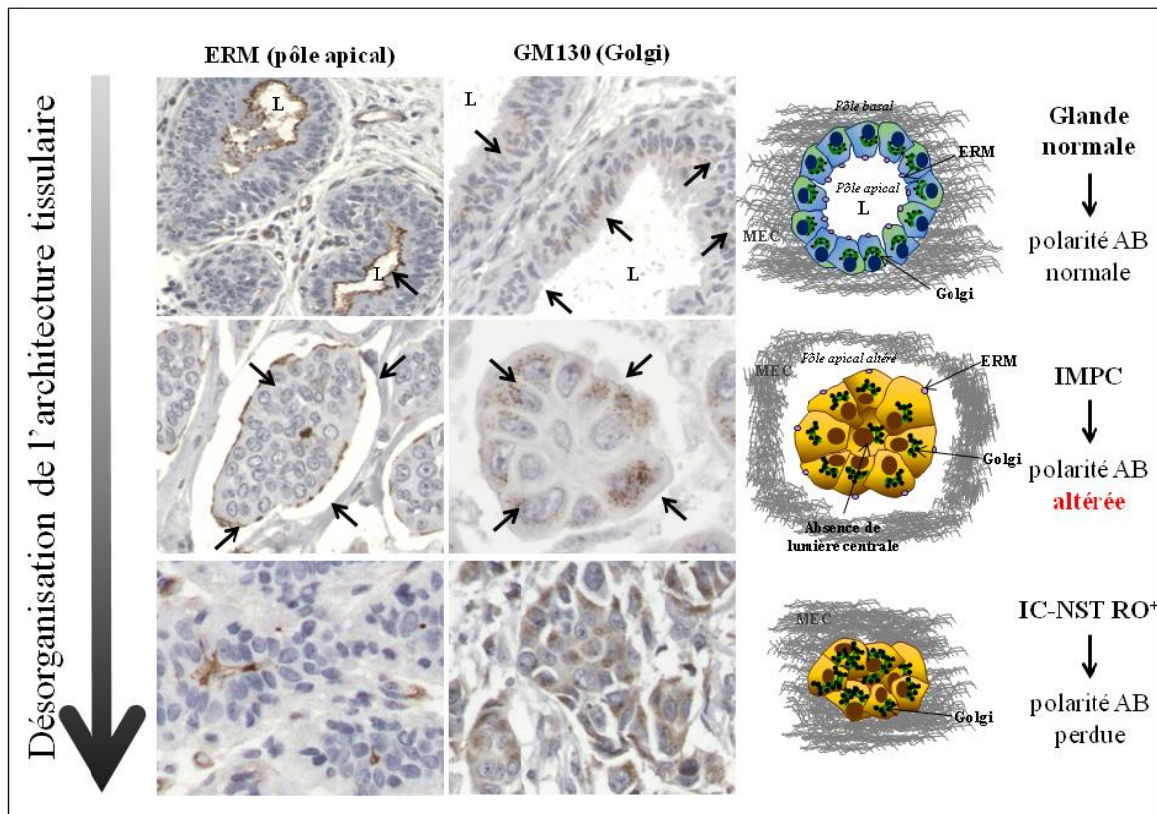 Désorganisation de l'architecture tissulaire
ERM (pôle apical)
GM130 (Golgi)
L
L
L
L
Pôle basal
ERM
Pôle apical
L
MEC
Golgi
Glande
normale
polarité AB
normale
Pôle apical altéré
MEC
ERM
Golgi
Absence de
lumière centrale
IMPC
polarité AB
altérée
MEC
Golgi
IC-NST RO⁺
polarité AB
perdue